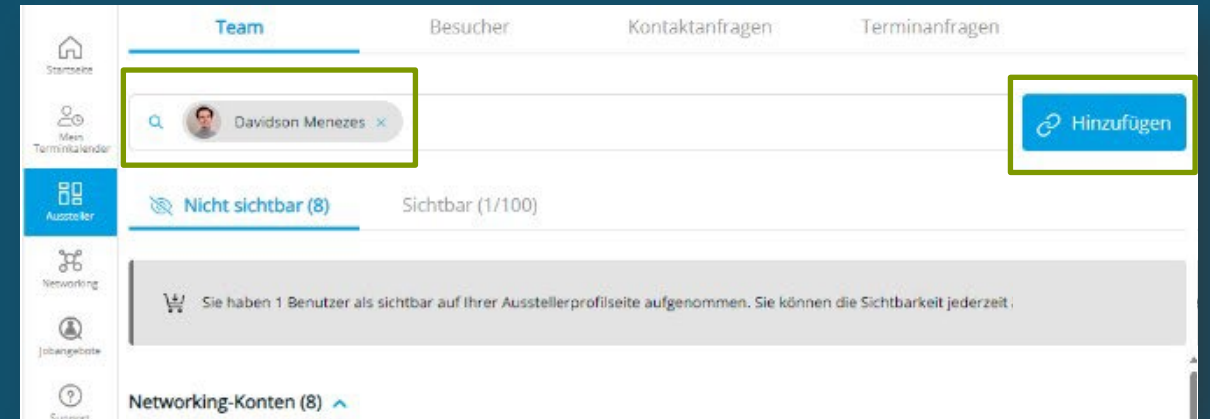 Team Besucher Kontaktanfragen Terminanfragen
Startseite
Mein
Terminkalender
Davidson Menezes ×
Hinzufügen
Aussteller
Nicht sichtbar (8) Sichtbar (1/100)
Networking
Sie haben 1 Benutzer als sichtbar auf Ihrer Ausstellerprofilseite aufgenommen. Sie können die Sichtbarkeit jederzeit
Jobangebote
Support
Networking-Konten (8)